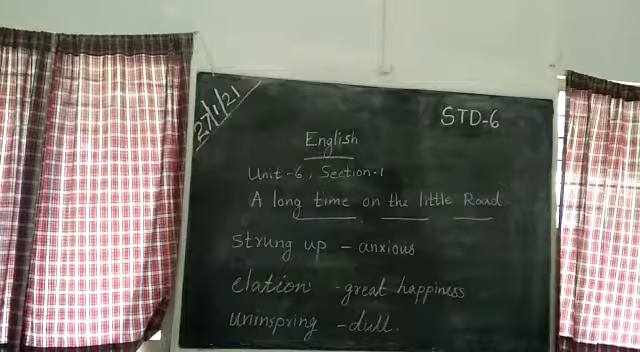 27/1/21
STD-6
English
Unit-6, Section-1
A long time on the little Road
Strung up - anxious
elation - great happiness
uninspring - dull.